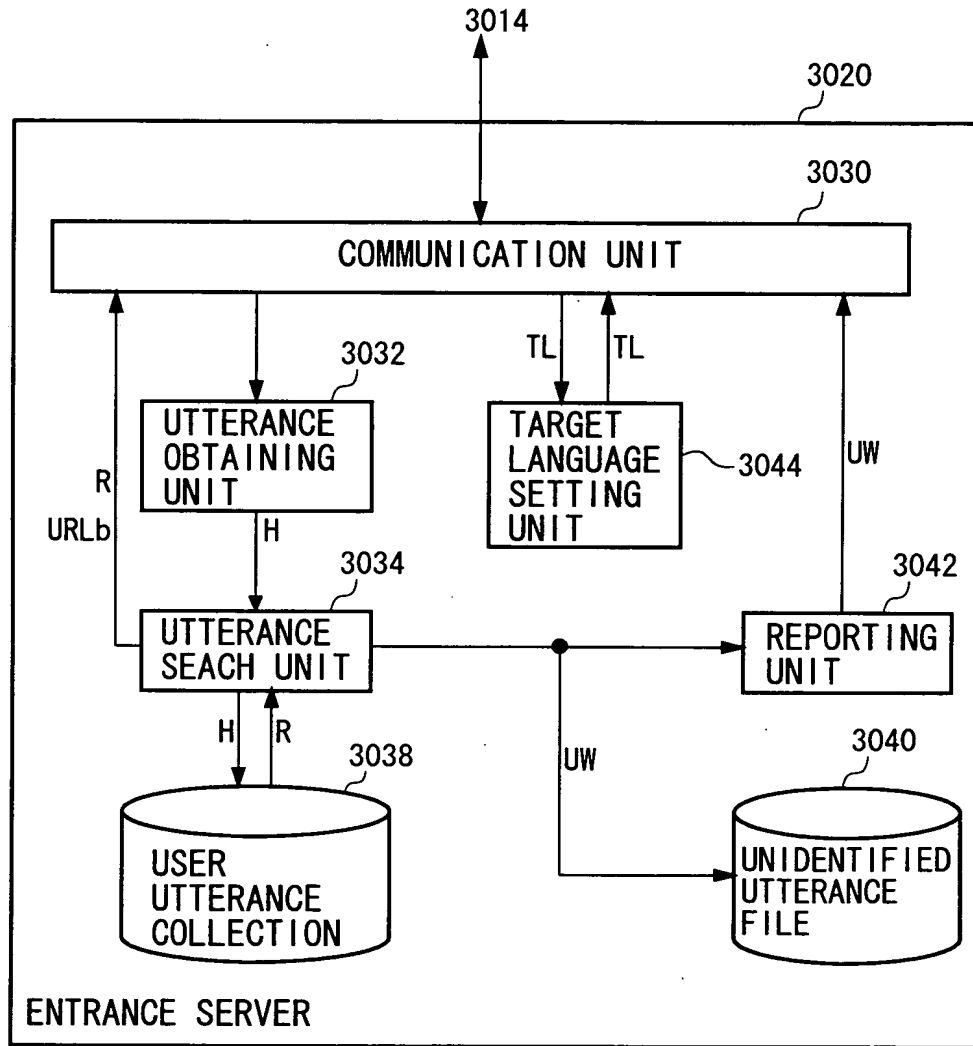 3014
3020
3030
COMMUNICATION UNIT
TL
TL
3032
UTTERANCE
OBTAINING
UNIT
TARGET
LANGUAGE
SETTING
UNIT
3044
UW
R
URLb
H
3034
UTTERANCE
SEACH UNIT
3042
REPORTING
UNIT
H
R
UW
3038
USER
UTTERANCE
COLLECTION
3040
UNIDENTIFIED
UTTERANCE
FILE
ENTRANCE SERVER